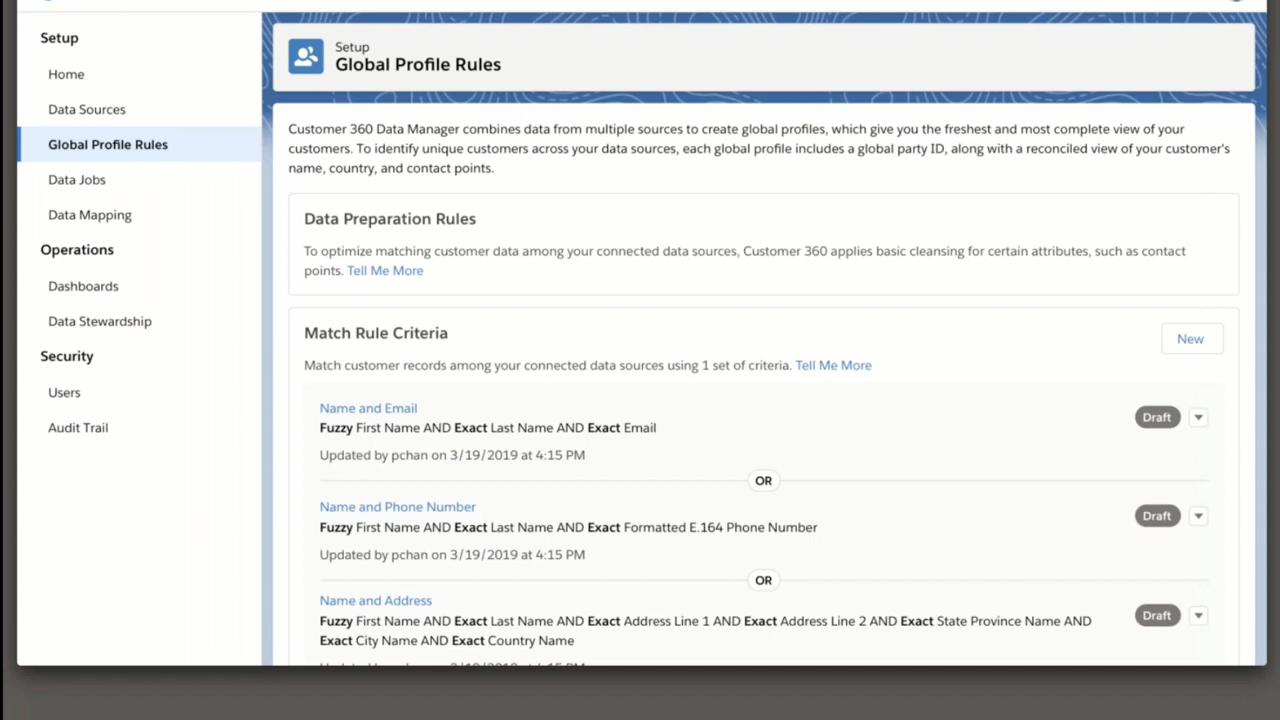 Setup
Home
Data Sources
Global Profile Rules
Data Jobs
Data Mapping
Operations
Dashboards
Data Stewardship
Security
Users
Audit Trail
Setup
Global Profile Rules
Customer 360 Data Manager combines data from multiple sources to create global profiles, which give you the freshest and most complete view of your
customers. To identify unique customers across your data sources, each global profile includes a global party ID, along with a reconciled view of your customer's
name, country, and contact points.
Data Preparation Rules
To optimize matching customer data among your connected data sources, Customer 360 applies basic cleansing for certain attributes, such as contact
points. Tell Me More
Match Rule Criteria
New
Match customer records among your connected data sources using 1 set of criteria. Tell Me More
Name and Email
Fuzzy First Name AND Exact Last Name AND Exact Email
Draft
Updated by pchan on 3/19/2019 at 4:15 PM
OR
Name and Phone Number
Fuzzy First Name AND Exact Last Name AND Exact Formatted E.164 Phone Number
Draft
Updated by pchan on 3/19/2019 at 4:15 PM
OR
Name and Address
Fuzzy First Name AND Exact Last Name AND Exact Address Line 1 AND Exact Address Line 2 AND Exact State Province Name AND
Exact City Name AND Exact Country Name
Draft